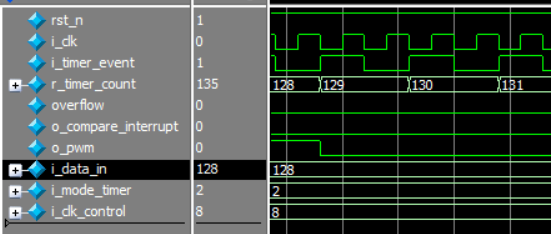 rst_n 1
i_clk 0
i_timer_event 1
r_timer_count 135 128 129 130 131
overflow 0
o_compare_interrupt 0
o_pwm 0
i_data_in 128 128
i_mode_timer 2 2
i_clk_control 8 8